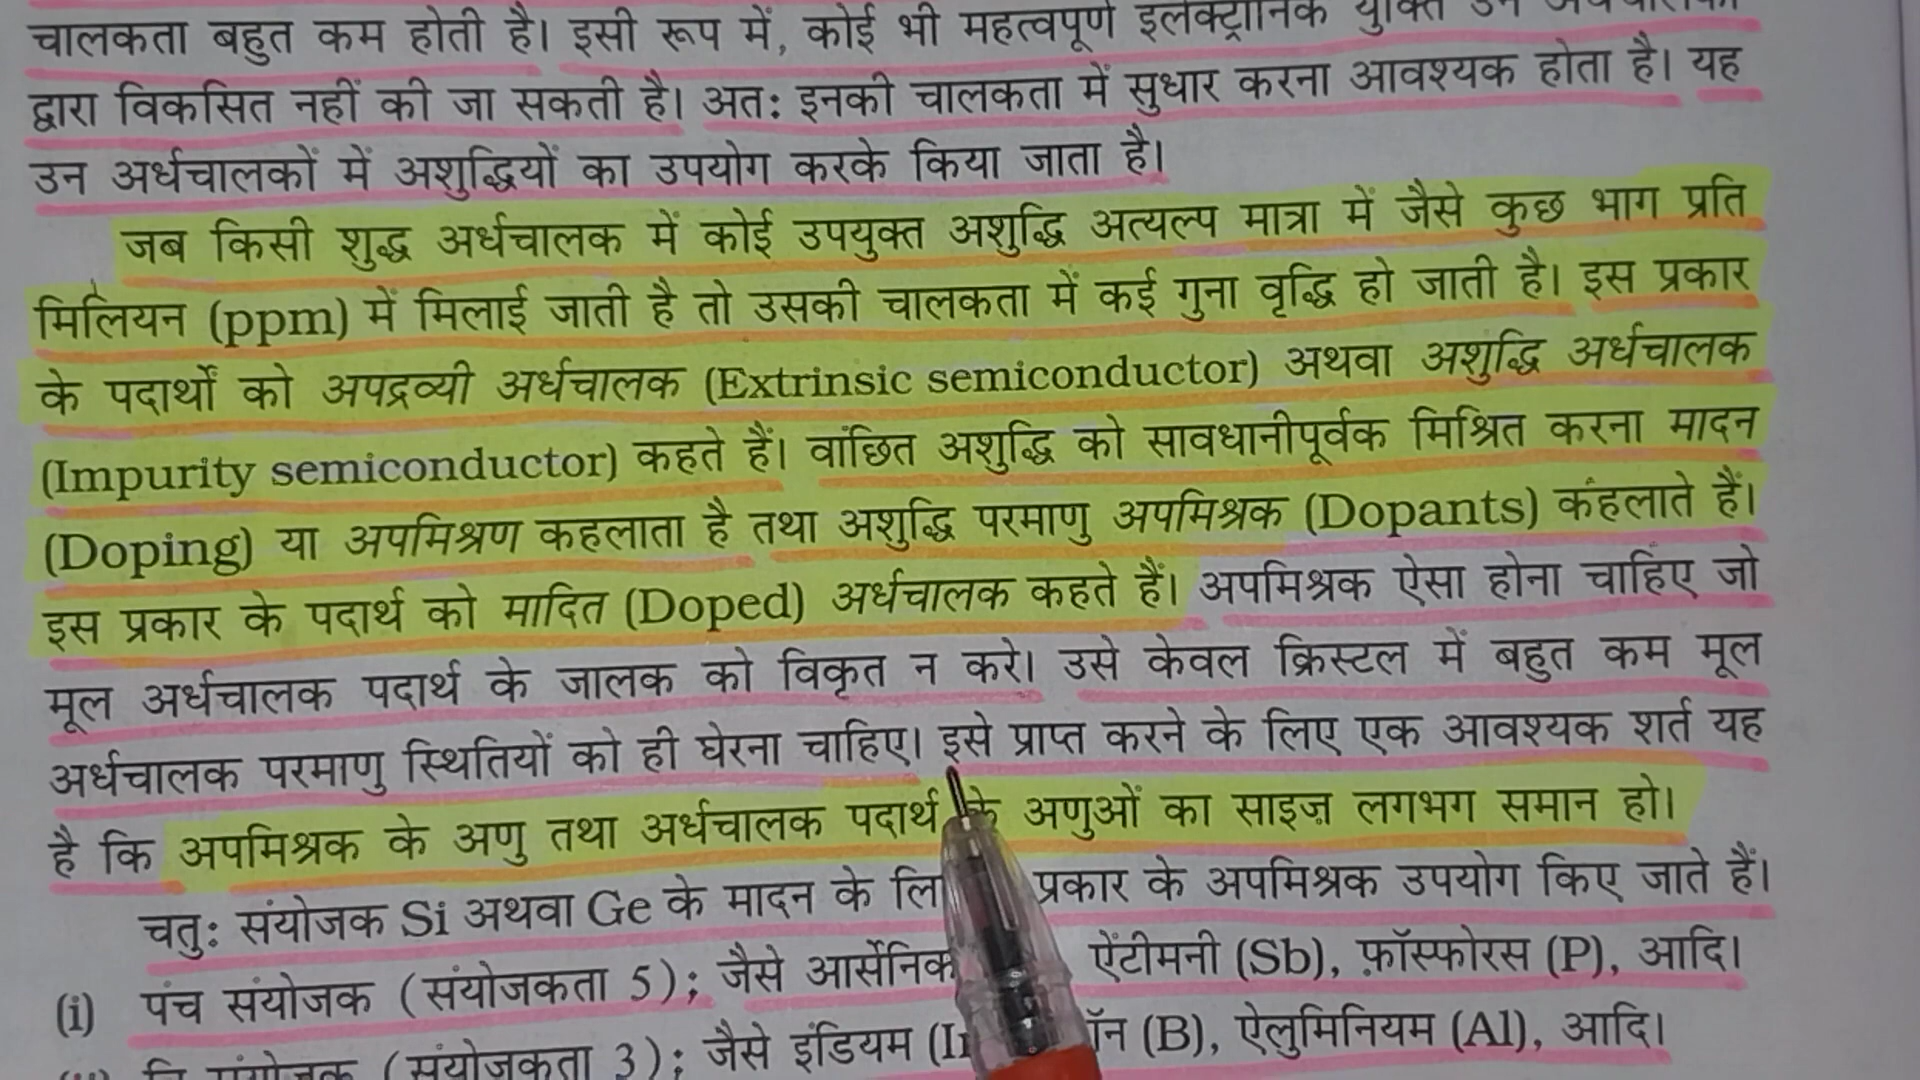 चालकता बहुत कम होती है। इसी रूप में, कोई भी महत्वपूर्ण इलेक्ट्रॉनिक युक्ति उन
द्वारा विकसित नहीं की जा सकती है। अतः इनकी चालकता में सुधार करना आवश्यक होता है। यह
उन अर्धचालकों में अशुद्धियों का उपयोग करके किया जाता है।
जब किसी शुद्ध अर्धचालक में कोई उपयुक्त अशुद्धि अत्यल्प मात्रा में जैसे कुछ भाग प्रति
मिलियन (ppm) में मिलाई जाती है तो उसकी चालकता में कई गुना वृद्धि हो जाती है। इस प्रकार
के पदार्थों को अपद्रव्यी अर्धचालक (Extrinsic semiconductor) अथवा अशुद्धि अर्धचालक
(Impurity semiconductor) कहते हैं। वांछित अशुद्धि को सावधानीपूर्वक मिश्रित करना मादन
(Doping) या अपमिश्रण कहलाता है तथा अशुद्धि परमाणु अपमिश्रक (Dopants) कहलाते हैं।
इस प्रकार के पदार्थ को मादित (Doped) अर्धचालक कहते हैं। अपमिश्रक ऐसा होना चाहिए जो
मूल अर्धचालक पदार्थ के जालक को विकृत न करे। उसे केवल क्रिस्टल में बहुत कम मूल
अर्धचालक परमाणु स्थितियों को ही घेरना चाहिए। इसे प्राप्त करने के लिए एक आवश्यक शर्त यह
है कि अपमिश्रक के अणु तथा अर्धचालक पदार्थ के अणुओं का साइज़ लगभग समान हो।
चतुः संयोजक Si अथवा Ge के मादन के लि प्रकार के अपमिश्रक उपयोग किए जाते हैं।
(i) पंच संयोजक (संयोजकता 5); जैसे आर्सेनिक ऐंटीमनी (Sb), फ़ॉस्फोरस (P), आदि।
संयोजक (संयोजकता 3); जैसे इंडियम (In (B), ऐलुमिनियम (Al), आदि।